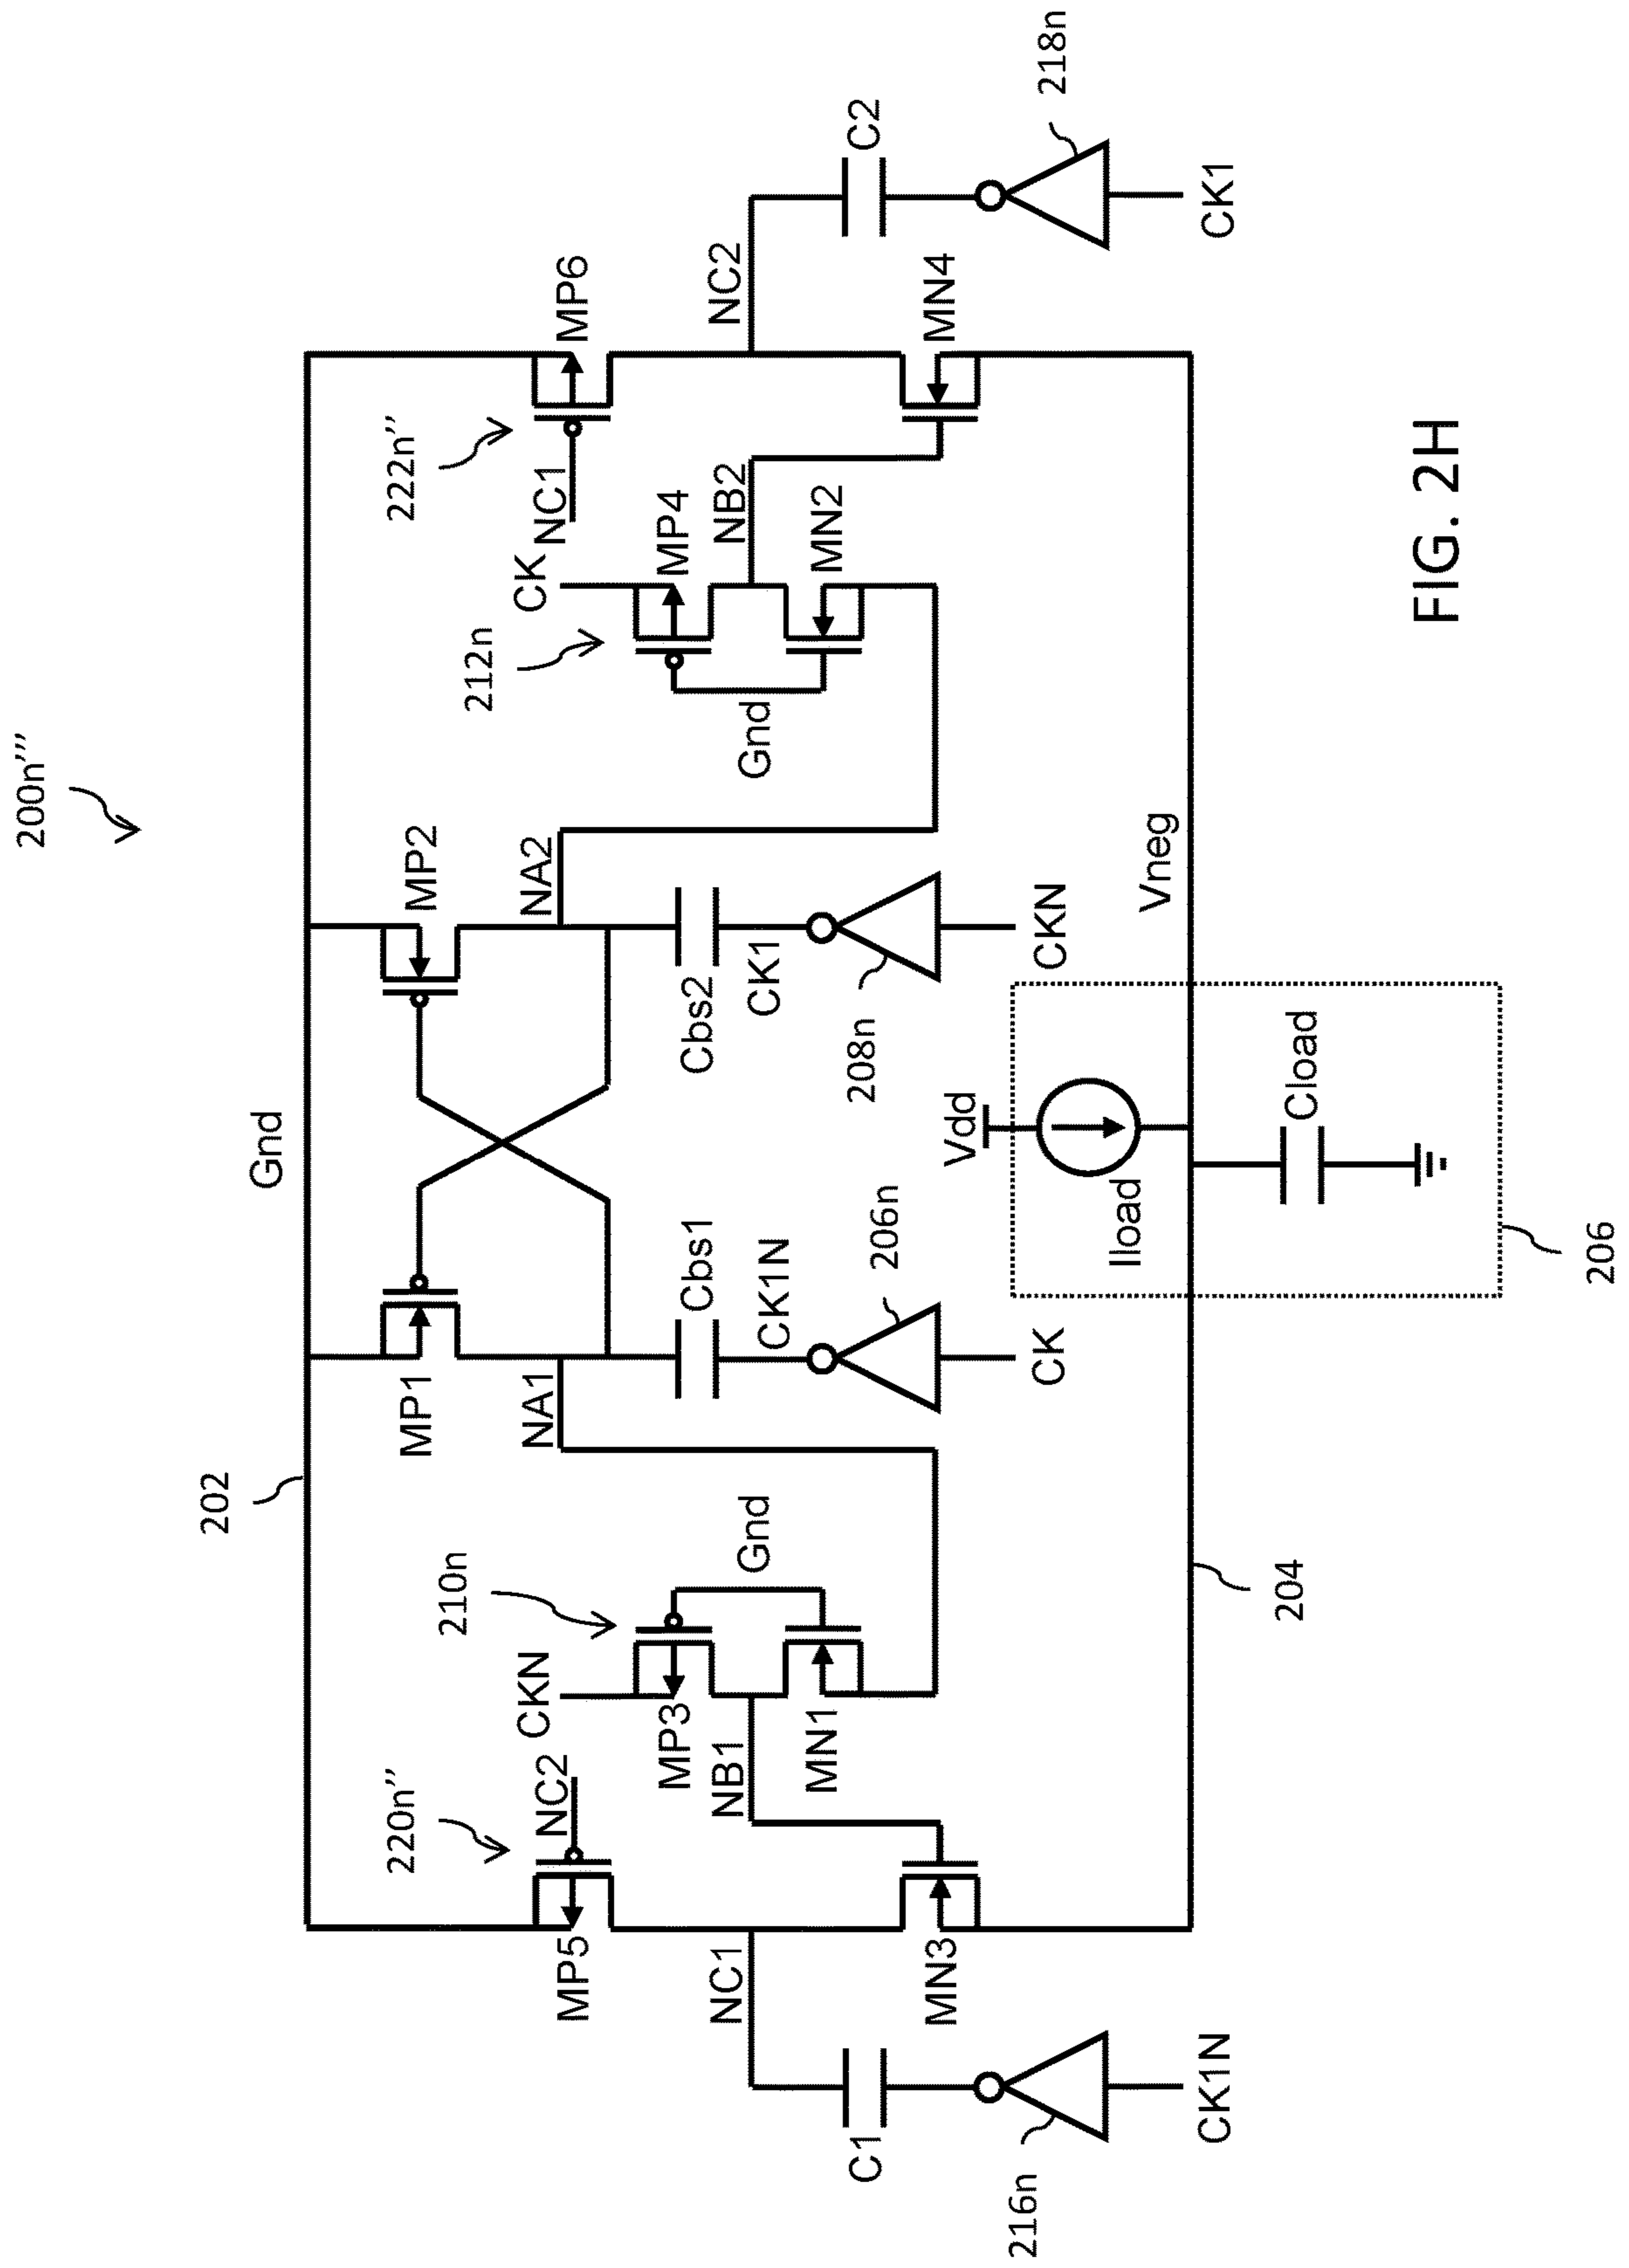 200n'''
202
Gnd
MP1
MP2
220n''
NC2
MP5
210n
CKN
MP3
Gnd
NB1
MN1
NA1
Cbs1
CK1N
206n
CK
NA2
Cbs2
CK1
208n
CKN
212n
CK
MP4
Gnd
NB2
MN2
222n''
NC1
MP6
NC1
C1
MN3
216n
CK1N
NC2
C2
MN4
218n
CK1
Vdd
Iload
Vneg
Cload
204
206
FIG. 2H